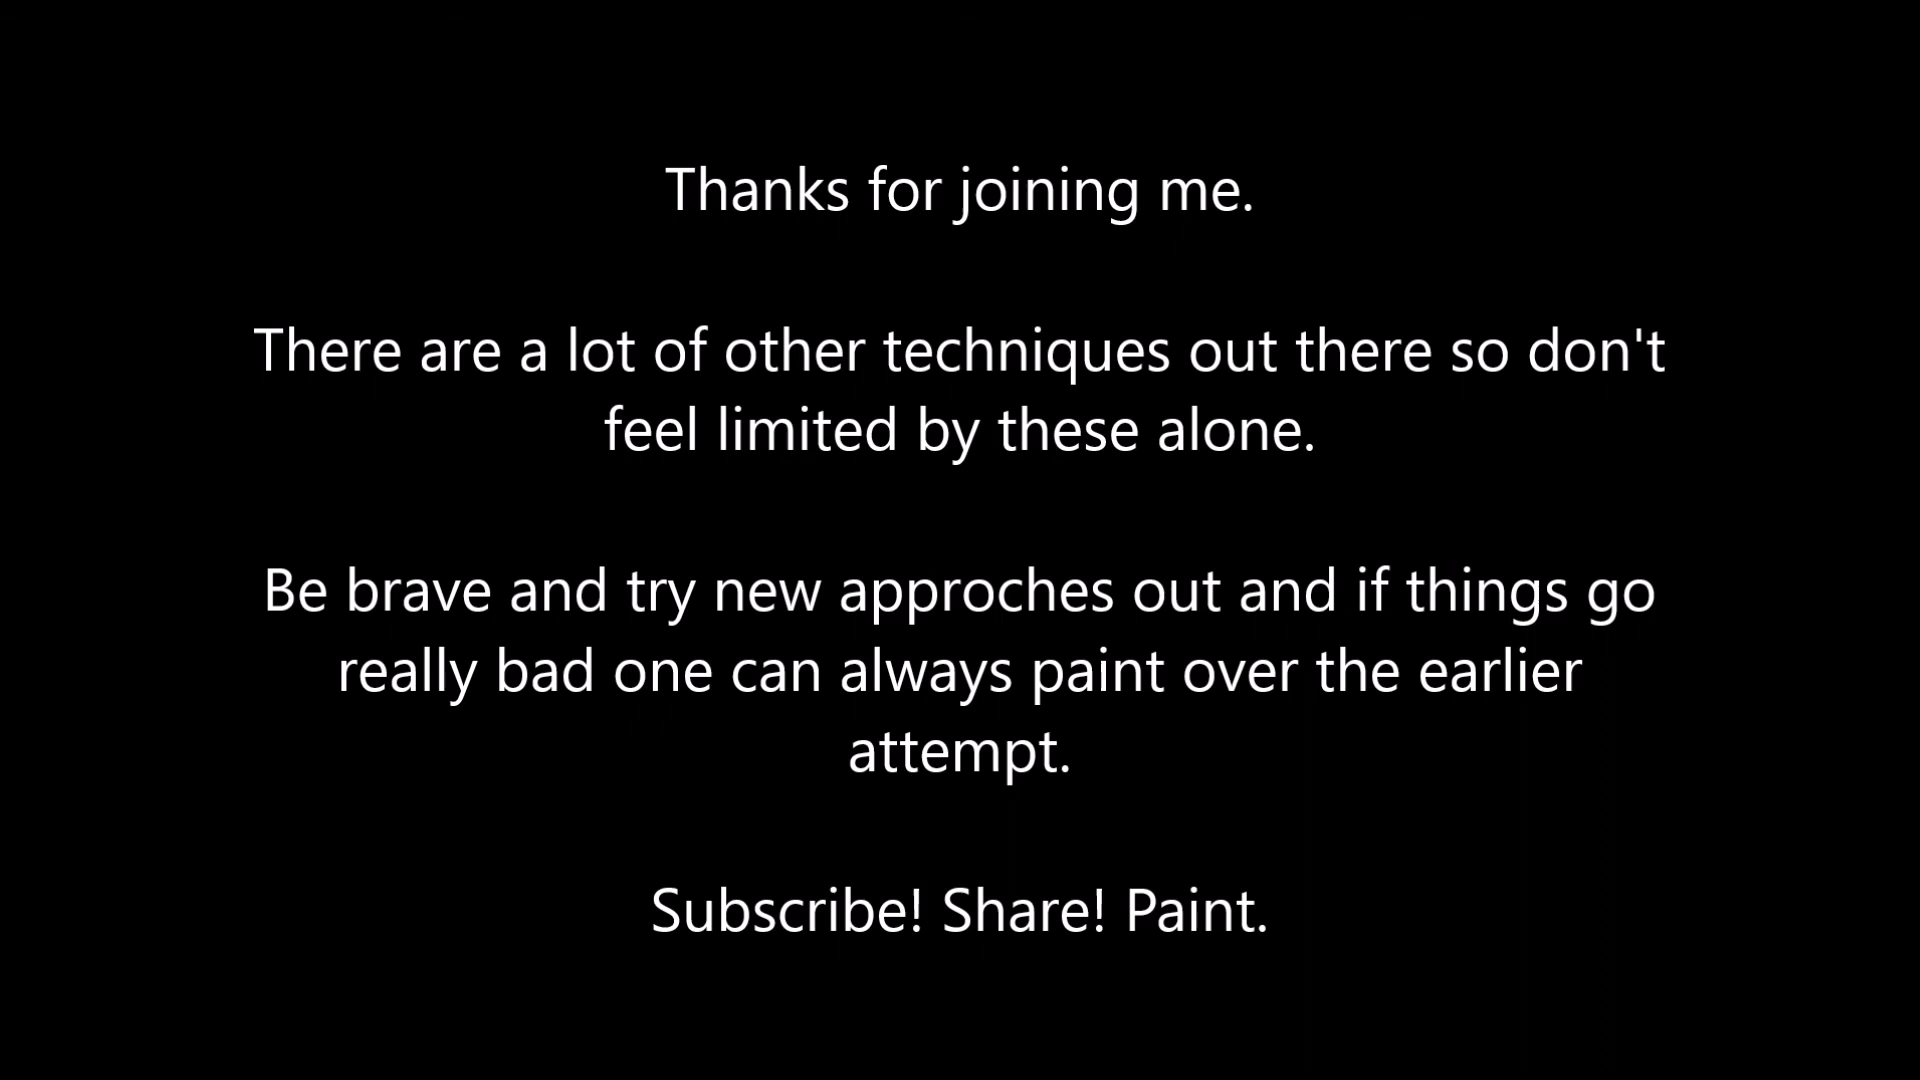 Thanks for joining me.
There are a lot of other techniques out there so don't
feel limited by these alone.
Be brave and try new approches out and if things go
really bad one can always paint over the earlier
attempt.
Subscribe! Share! Paint.